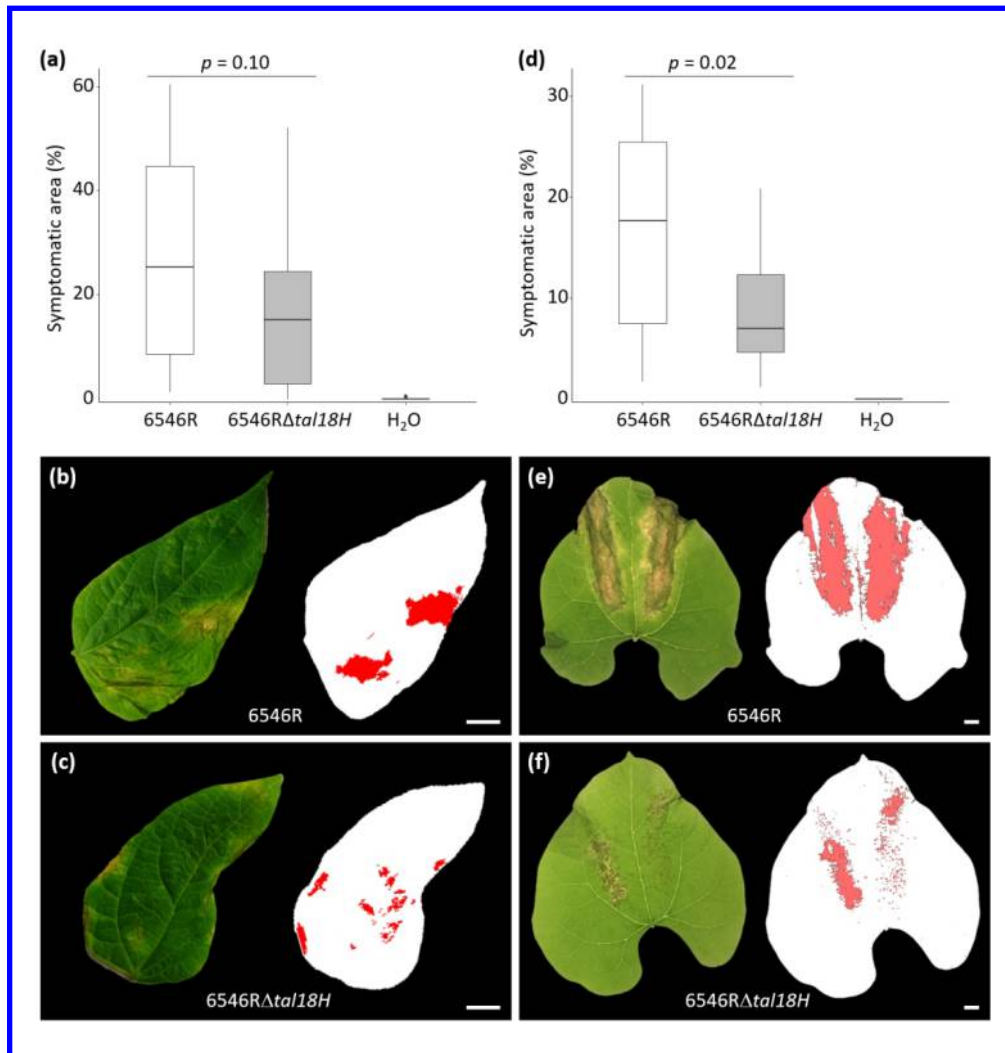 (a)
p = 0.10
Symptomatic area (%)
60
40
20
0
6546R
6546RΔtal18H
H₂O
(d)
p = 0.02
Symptomatic area (%)
30
20
10
0
6546R
6546RΔtal18H
H₂O
(b)
6546R
(e)
6546R
(c)
6546RΔtal18H
(f)
6546RΔtal18H